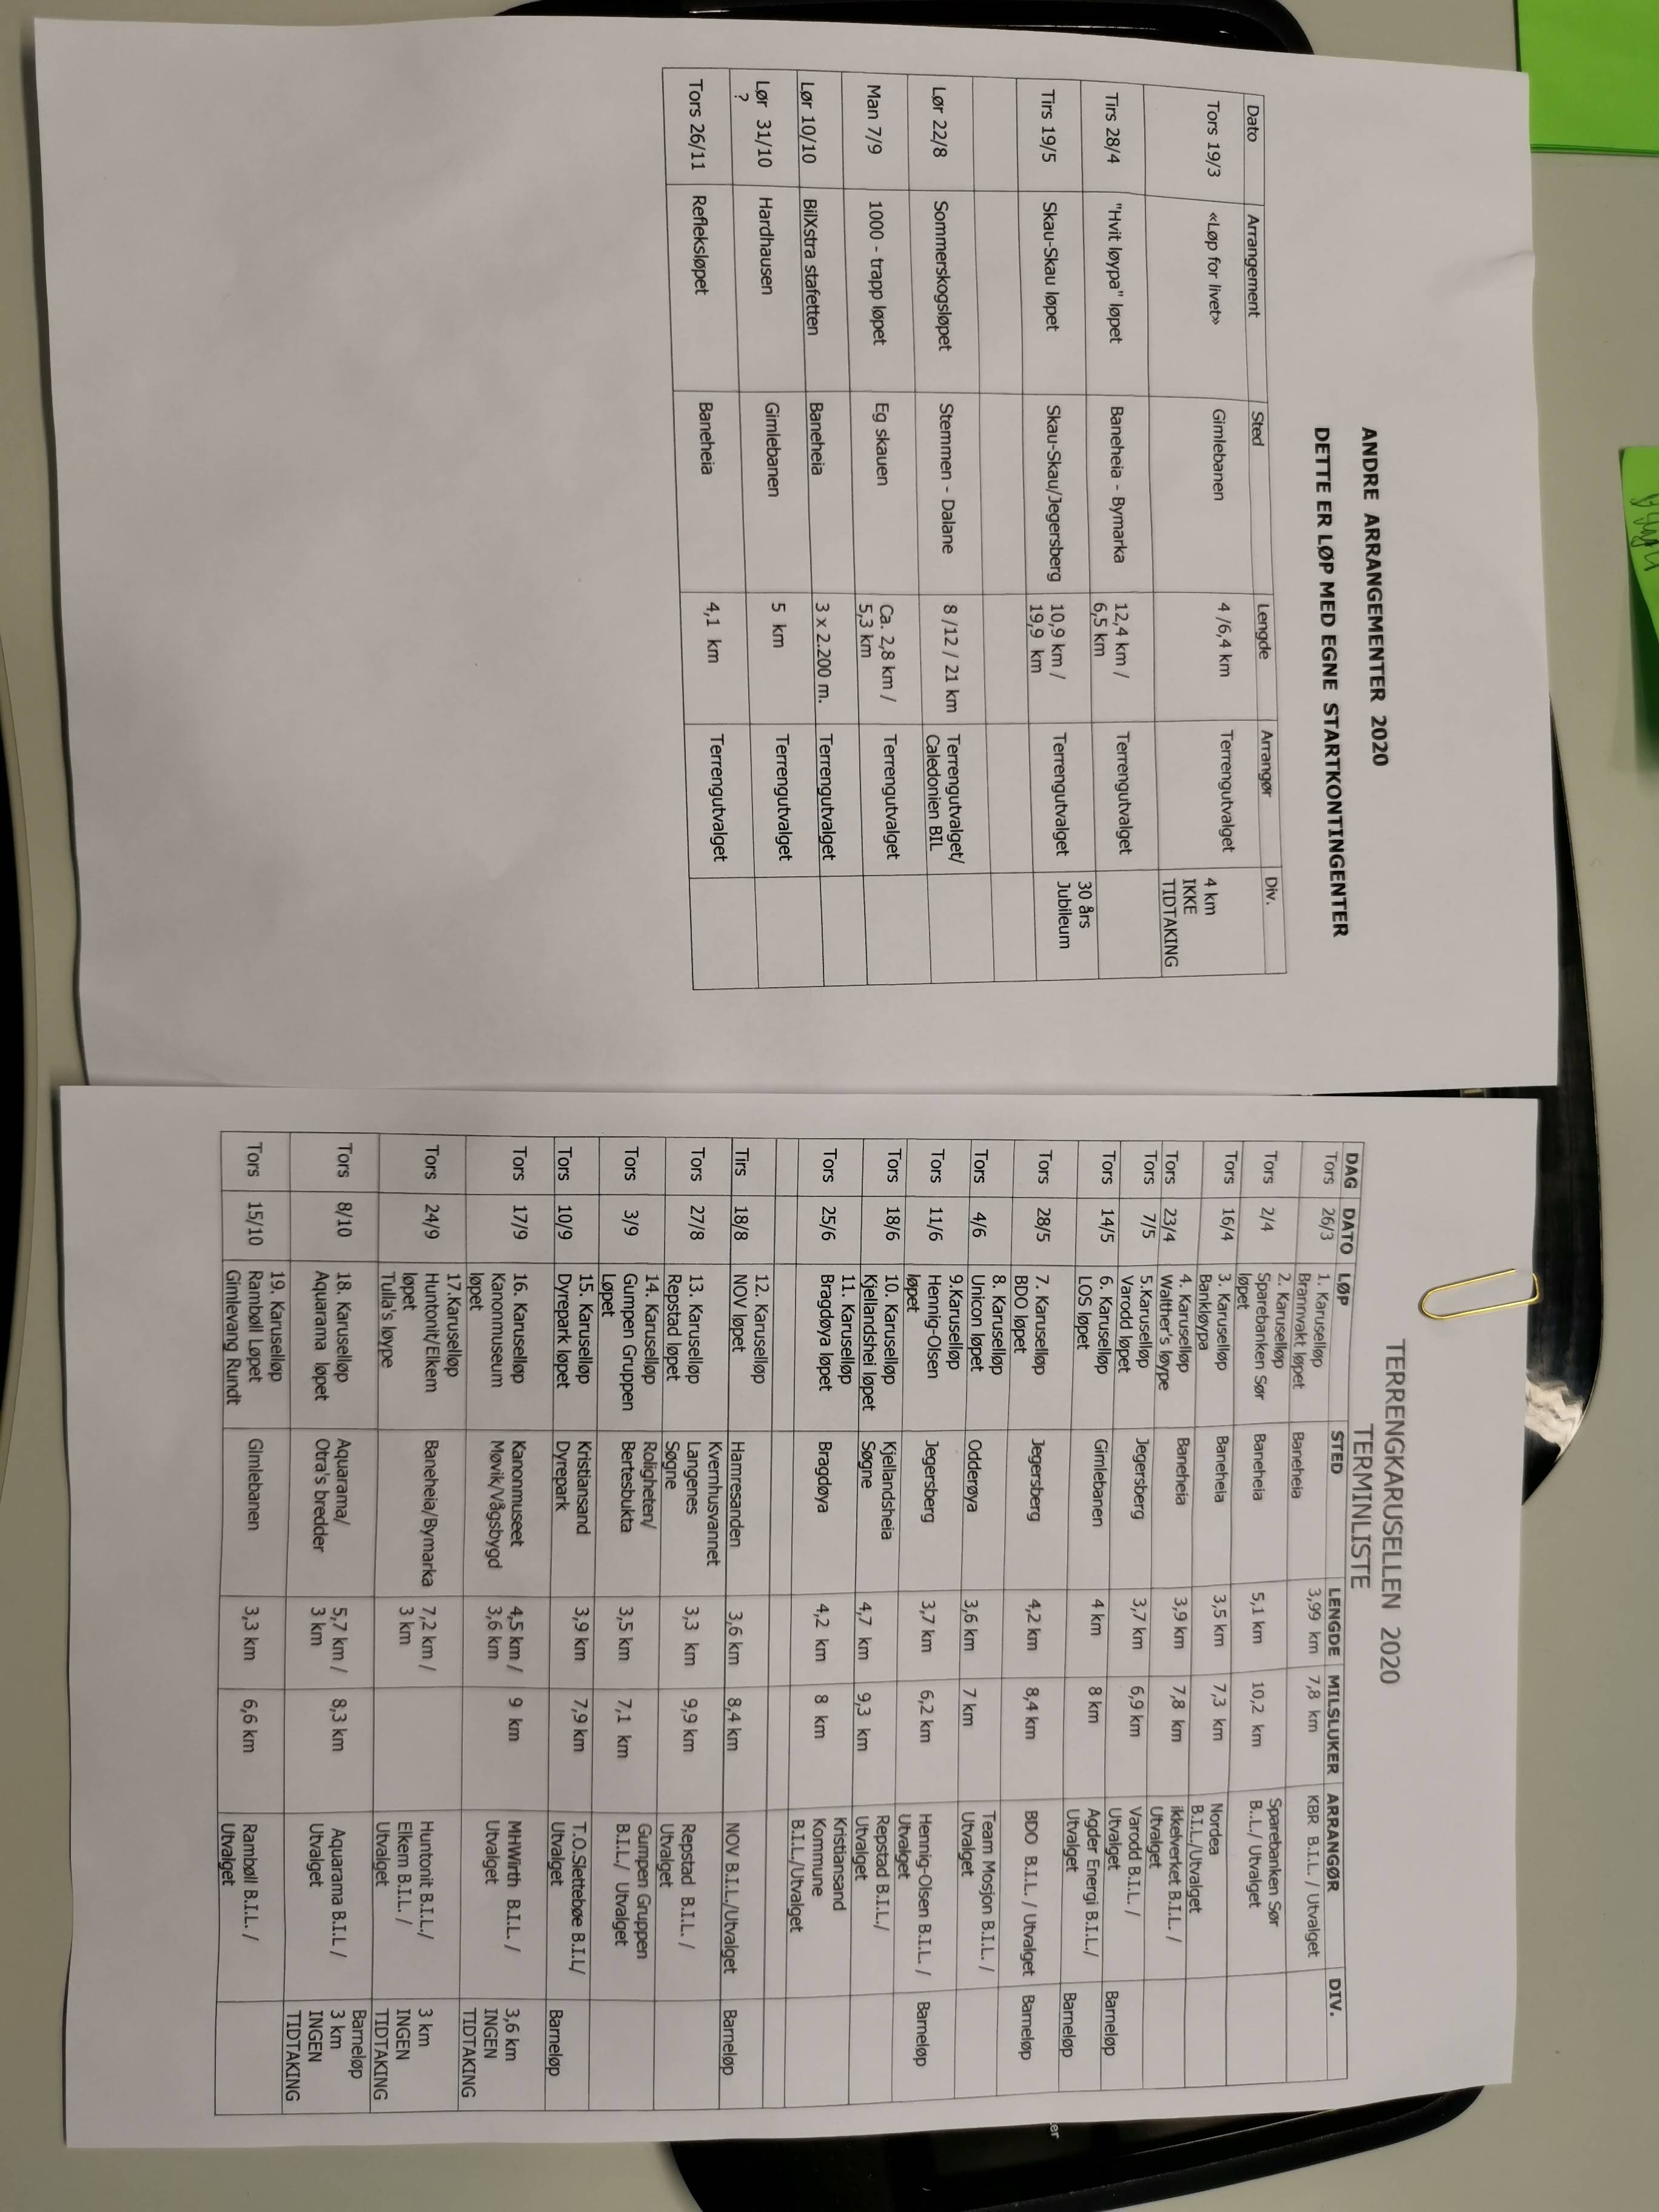 ANDRE ARRANGEMENTER 2020
DETTE ER LØP MED EGNE STARTKONTINGENTER
Dato Arrangement Sted Lengde Arrangør Div.
Tors 19/3 «Løp for livet» Gimlebanen 4 /6,4 km Terrengutvalget 4 km
IKKE
TIDTAKING
Tirs 28/4 "Hvit løypa" løpet Baneheia - Bymarka 12,4 km / Terrengutvalget
6,5 km
Tirs 19/5 Skau-Skau løpet Skau-Skau/Jegersberg 10,9 km / Terrengutvalget 30 års
19,9 km Jubileum
Lør 22/8 Sommerskogsløpet Stemmen - Dalane 8 /12 / 21 km Terrengutvalget/
Caledonien BIL
Man 7/9 1000 - trapp løpet Eg skauen Ca. 2,8 km / Terrengutvalget
5,3 km
Lør 10/10 BilXstra stafetten Baneheia 3 x 2.200 m. Terrengutvalget
Lør 31/10 Hardhausen Gimlebanen 5 km Terrengutvalget
?
Tors 26/11 Refleksløpet Baneheia 4,1 km Terrengutvalget
TERRENGKARUSELLEN 2020
TERMINLISTE
DAG DATO LØP STED LENGDE MILSLUKER ARRANGØR DIV.
Tors 26/3 1. Karuselløp Baneheia 3,99 km 7,8 km KBR B.I.L. / Utvalget
Brannvakt løpet
Tors 2/4 2. Karuselløp Baneheia 5,1 km 10,2 km Sparebanken Sør
Sparebanken Sør B..L./ Utvalget
løpet
Tors 16/4 3. Karuselløp Baneheia 3,5 km 7,3 km Nordea
Bankløypa B.I.L./Utvalget
Tors 23/4 4. Karuselløp Baneheia 3,9 km 7,8 km ikkelverket B.I.L. /
Walther's løype Utvalget
Tors 7/5 5.Karuselløp Jegersberg 3,7 km 6,9 km Varodd B.I.L. / Barneløp
Varodd løpet Utvalget
Tors 14/5 6. Karuselløp Gimlebanen 4 km 8 km Agder Energi B.I.L./ Barneløp
LOS løpet Utvalget
Tors 28/5 7. Karuselløp Jegersberg 4,2 km 8,4 km BDO B.I.L. / Utvalget Barneløp
BDO løpet
Tors 4/6 8. Karuselløp Odderøya 3,6 km 7 km Team Mosjon B.I.L. /
Unicon løpet Utvalget
Tors 11/6 9.Karuselløp Jegersberg 3,7 km 6,2 km Hennig-Olsen B.I.L. / Barneløp
Hennig-Olsen Utvalget
løpet
Tors 18/6 10. Karuselløp Kjellandsheia 4,7 km 9,3 km Repstad B.I.L./
Kjellandshei løpet Søgne Utvalget
Tors 25/6 11. Karuselløp Bragdøya 4,2 km 8 km Kristiansand
Bragdøya løpet Kommune
B.I.L./Utvalget
Tirs 18/8 12. Karuselløp Hamresanden 3,6 km 8,4 km NOV B.I.L./Utvalget Barneløp
NOV løpet
Tors 27/8 13. Karuselløp Kvernhusvannet 3,3 km 9,9 km Repstad B.I.L. /
Repstad løpet Langenes Utvalget
Søgne
Tors 3/9 14. Karuselløp Roligheten/ 3,5 km 7,1 km Gumpen Gruppen
Gumpen Gruppen Bertesbukta B.I.L./ Utvalget
Løpet
Tors 10/9 15. Karuselløp Kristiansand 3,9 km 7,9 km T.O.Slettebøe B.I.L/ Barneløp
Dyrepark løpet Dyrepark Utvalget
Tors 17/9 16. Karuselløp Kanonmuseet 4,5 km / 9 km MHWirth B.I.L. / 3,6 km
Kanonmuseum Møvik/Vågsbygd 3,6 km Utvalget INGEN
løpet TIDTAKING
Tors 24/9 17.Karuselløp Baneheia/Bymarka 7,2 km / Huntonit B.I.L./ 3 km
Huntonit/Elkem 3 km Elkem B.I.L. / INGEN
løpet Utvalget TIDTAKING
Tulla's løype
Tors 8/10 18. Karuselløp Aquarama/ 5,7 km / 8,3 km Aquarama B.I.L / Barneløp
Aquarama løpet Otra's bredder 3 km Utvalget 3 km
INGEN
TIDTAKING
Tors 15/10 19. Karuselløp Gimlebanen 3,3 km 6,6 km Rambøll B.I.L. /
Rambøll Løpet Utvalget
Gimlevang Rundt
er